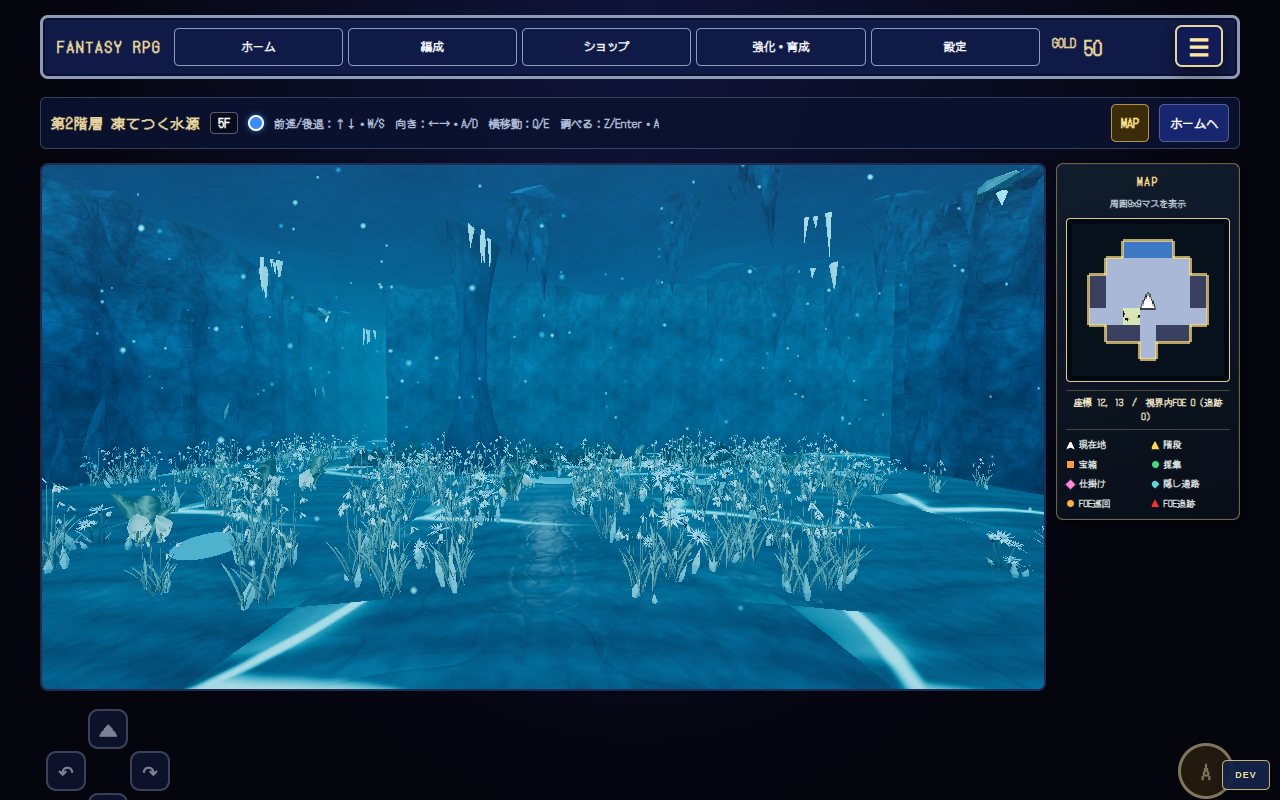 FANTASY RPG
ホーム
編成
ショップ
強化・育成
設定
GOLD 50
第2階層 凍てつく水源
5F
前進/後退:↑↓・W/S 向き:←→・A/D 横移動:Q/E 調べる:Z/Enter・A
MAP
ホームへ
MAP
周囲9x9マスを表示
座標 12, 13 / 視界内FOE 0(追跡
0)
現在地
階段
宝箱
採集
仕掛け
隠し通路
FOE巡回
FOE追跡
A
DEV